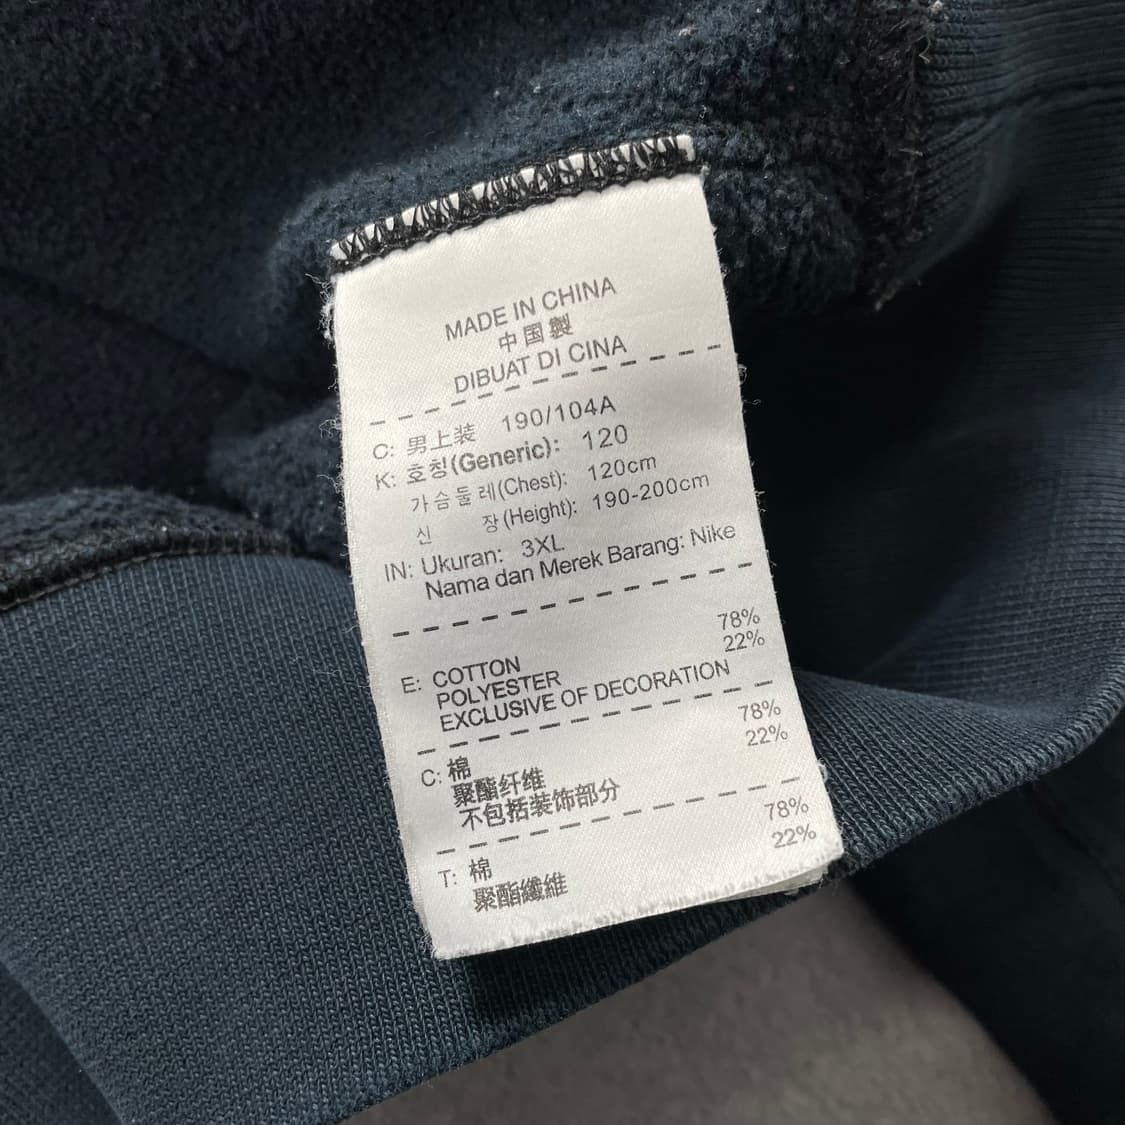 MADE IN CHINA
中国製
DIBUAT DI CINA
C: 男上装 190/104A
K: 호칭(Generic): 120
가슴둘레(Chest): 120cm
신 장(Height): 190-200cm
IN: Ukuran: 3XL
Nama dan Merek Barang: Nike
E: COTTON 78%
POLYESTER 22%
EXCLUSIVE OF DECORATION
C: 棉 78%
聚酯纤维 22%
不包括装饰部分
T: 棉 78%
聚酯纖維 22%